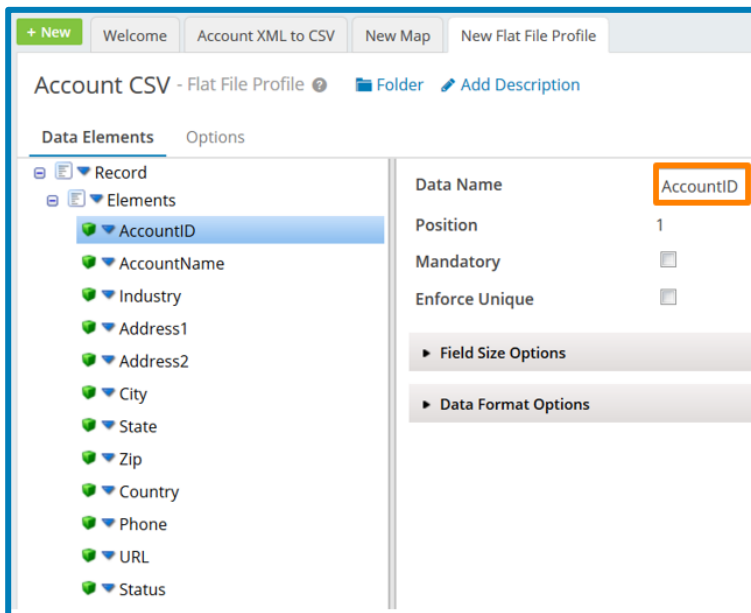 + New Welcome Account XML to CSV New Map New Flat File Profile
Account CSV - Flat File Profile ? Folder Add Description
Data Elements Options
Record
Elements
AccountID
AccountName
Industry
Address1
Address2
City
State
Zip
Country
Phone
URL
Status
Data Name AccountID
Position 1
Mandatory
Enforce Unique
Field Size Options
Data Format Options